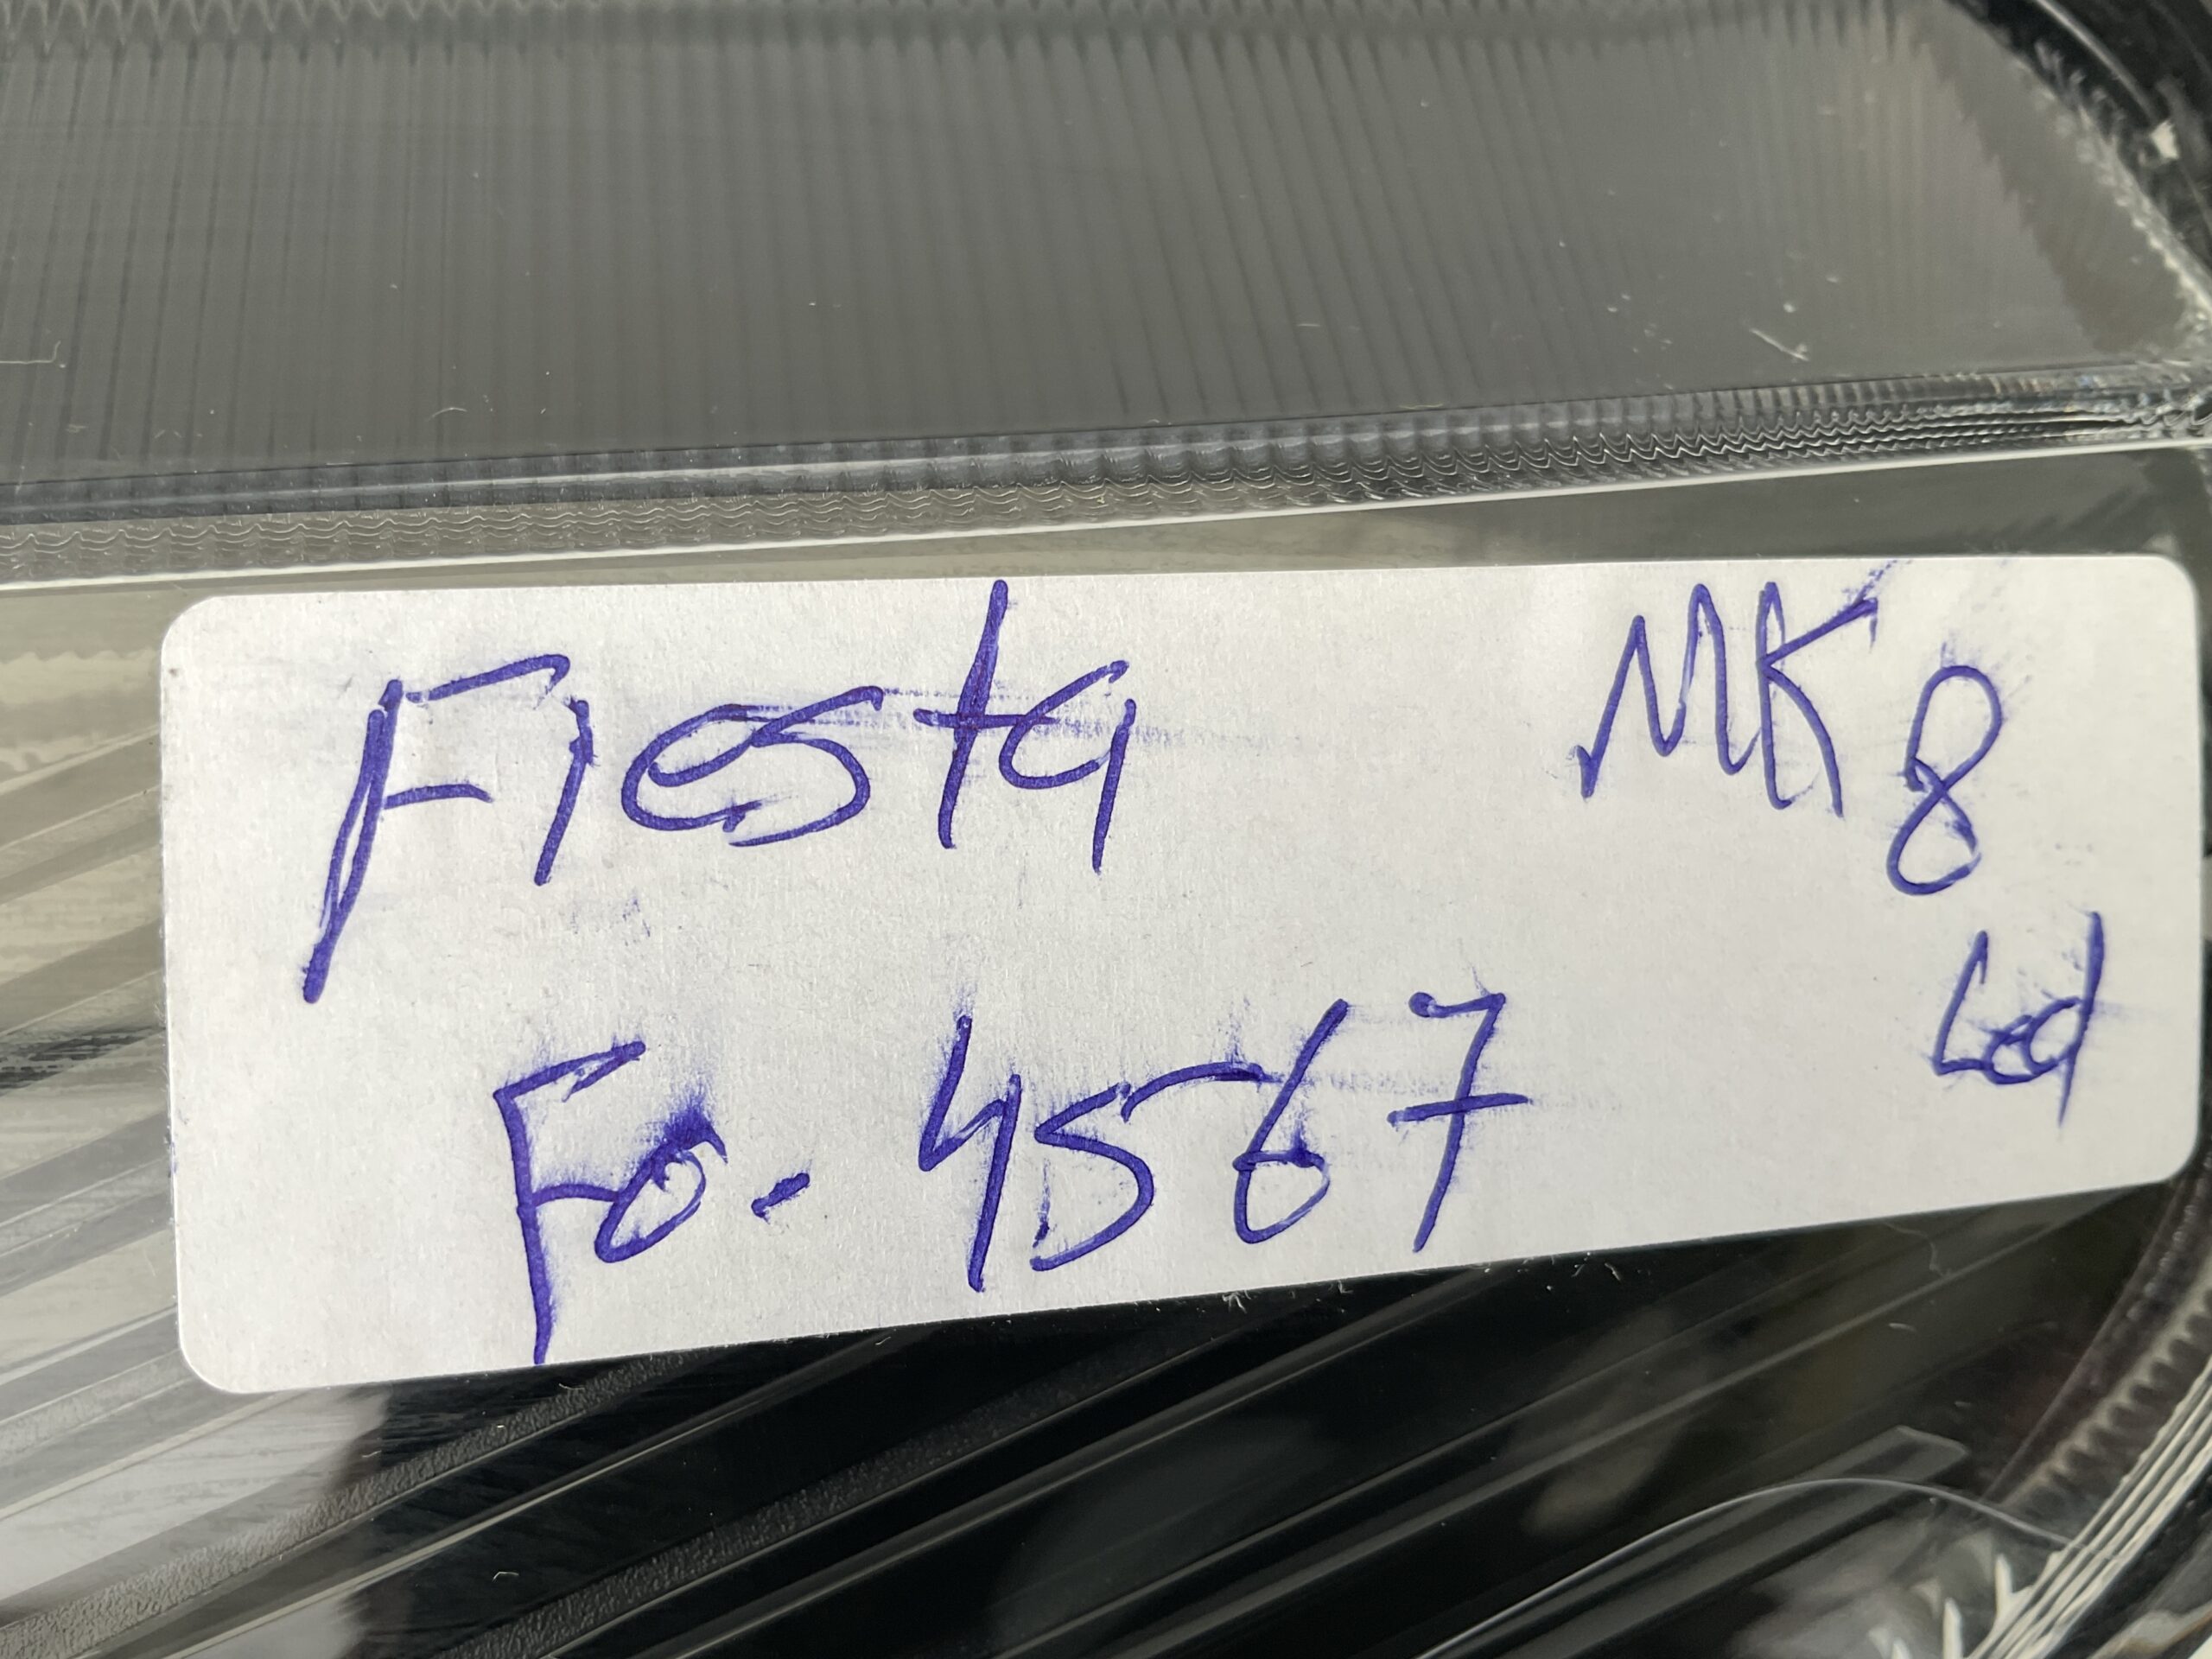 Fiesta MK8
Led
Fo- 4567